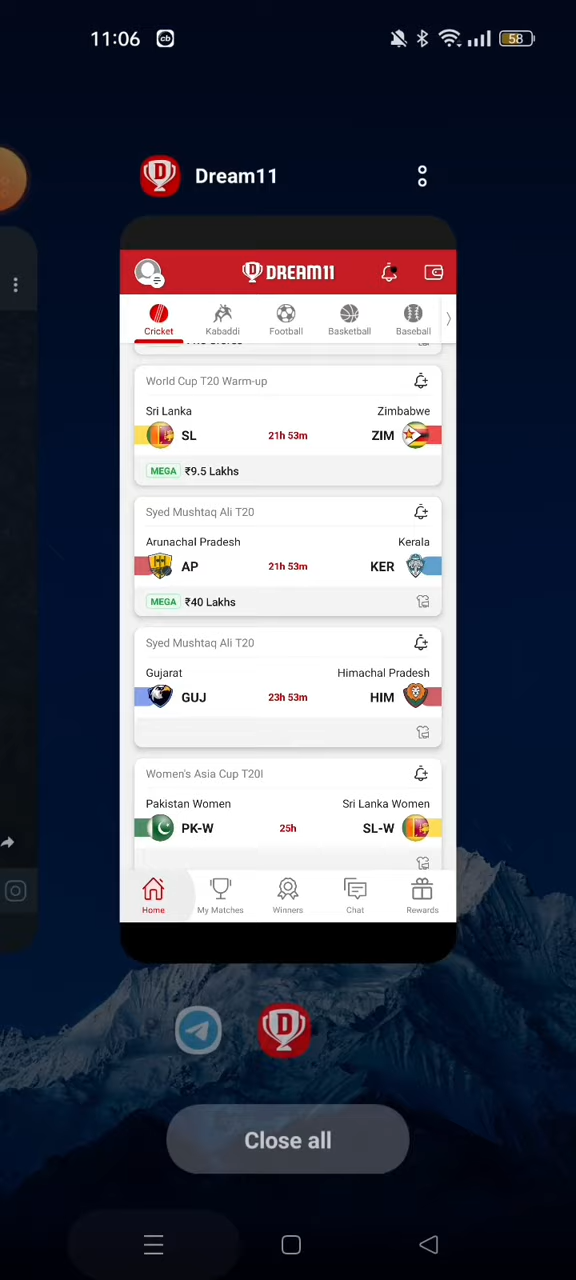 11:06
58
Dream11
DREAM11
Cricket Kabaddi Football Basketball Baseball
World Cup T20 Warm-up
Sri Lanka Zimbabwe
SL 21h 53m ZIM
MEGA ₹9.5 Lakhs
Syed Mushtaq Ali T20
Arunachal Pradesh Kerala
AP 21h 53m KER
MEGA ₹40 Lakhs
Syed Mushtaq Ali T20
Gujarat Himachal Pradesh
GUJ 23h 53m HIM
Women's Asia Cup T20I
Pakistan Women Sri Lanka Women
PK-W 25h SL-W
Home My Matches Winners Chat Rewards
Close all